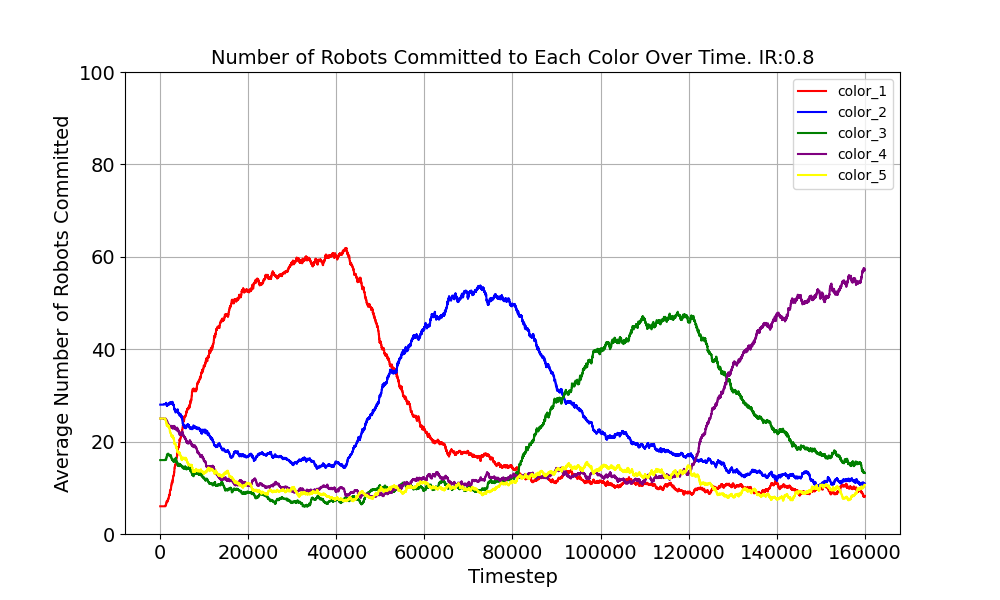 Number of Robots Committed to Each Color Over Time. IR:0.8
100
80
60
40
20
0
Average Number of Robots Committed
color_1
color_2
color_3
color_4
color_5
0 20000 40000 60000 80000 100000 120000 140000 160000
Timestep